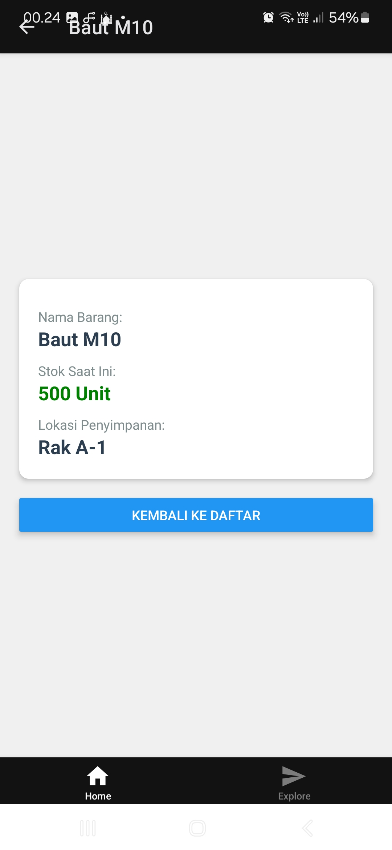 00.24 54%
Baut M10
Nama Barang:
Baut M10
Stok Saat Ini:
500 Unit
Lokasi Penyimpanan:
Rak A-1
KEMBALI KE DAFTAR
Home Explore